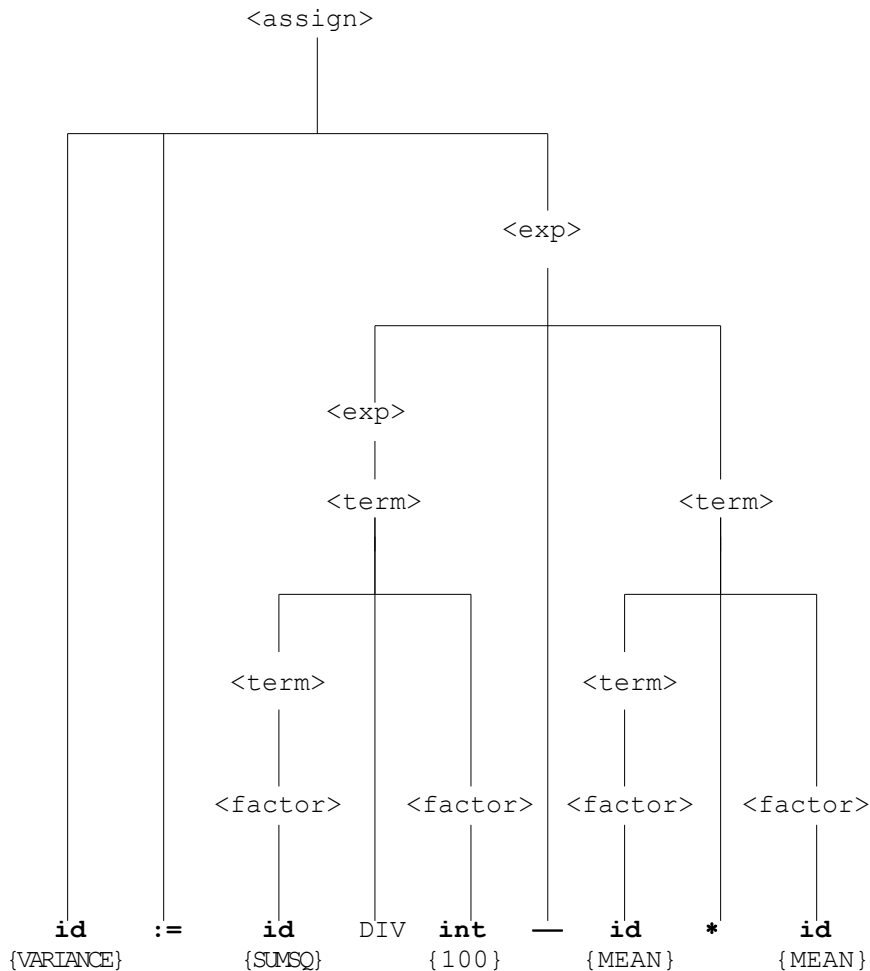 <assign>
<exp>
<exp>
<term> <term>
<term> <term>
<factor> <factor> <factor> <factor>
id := id DIV int — id * id
{VARIANCE} {SUMSQ} {100} {MEAN} {MEAN}